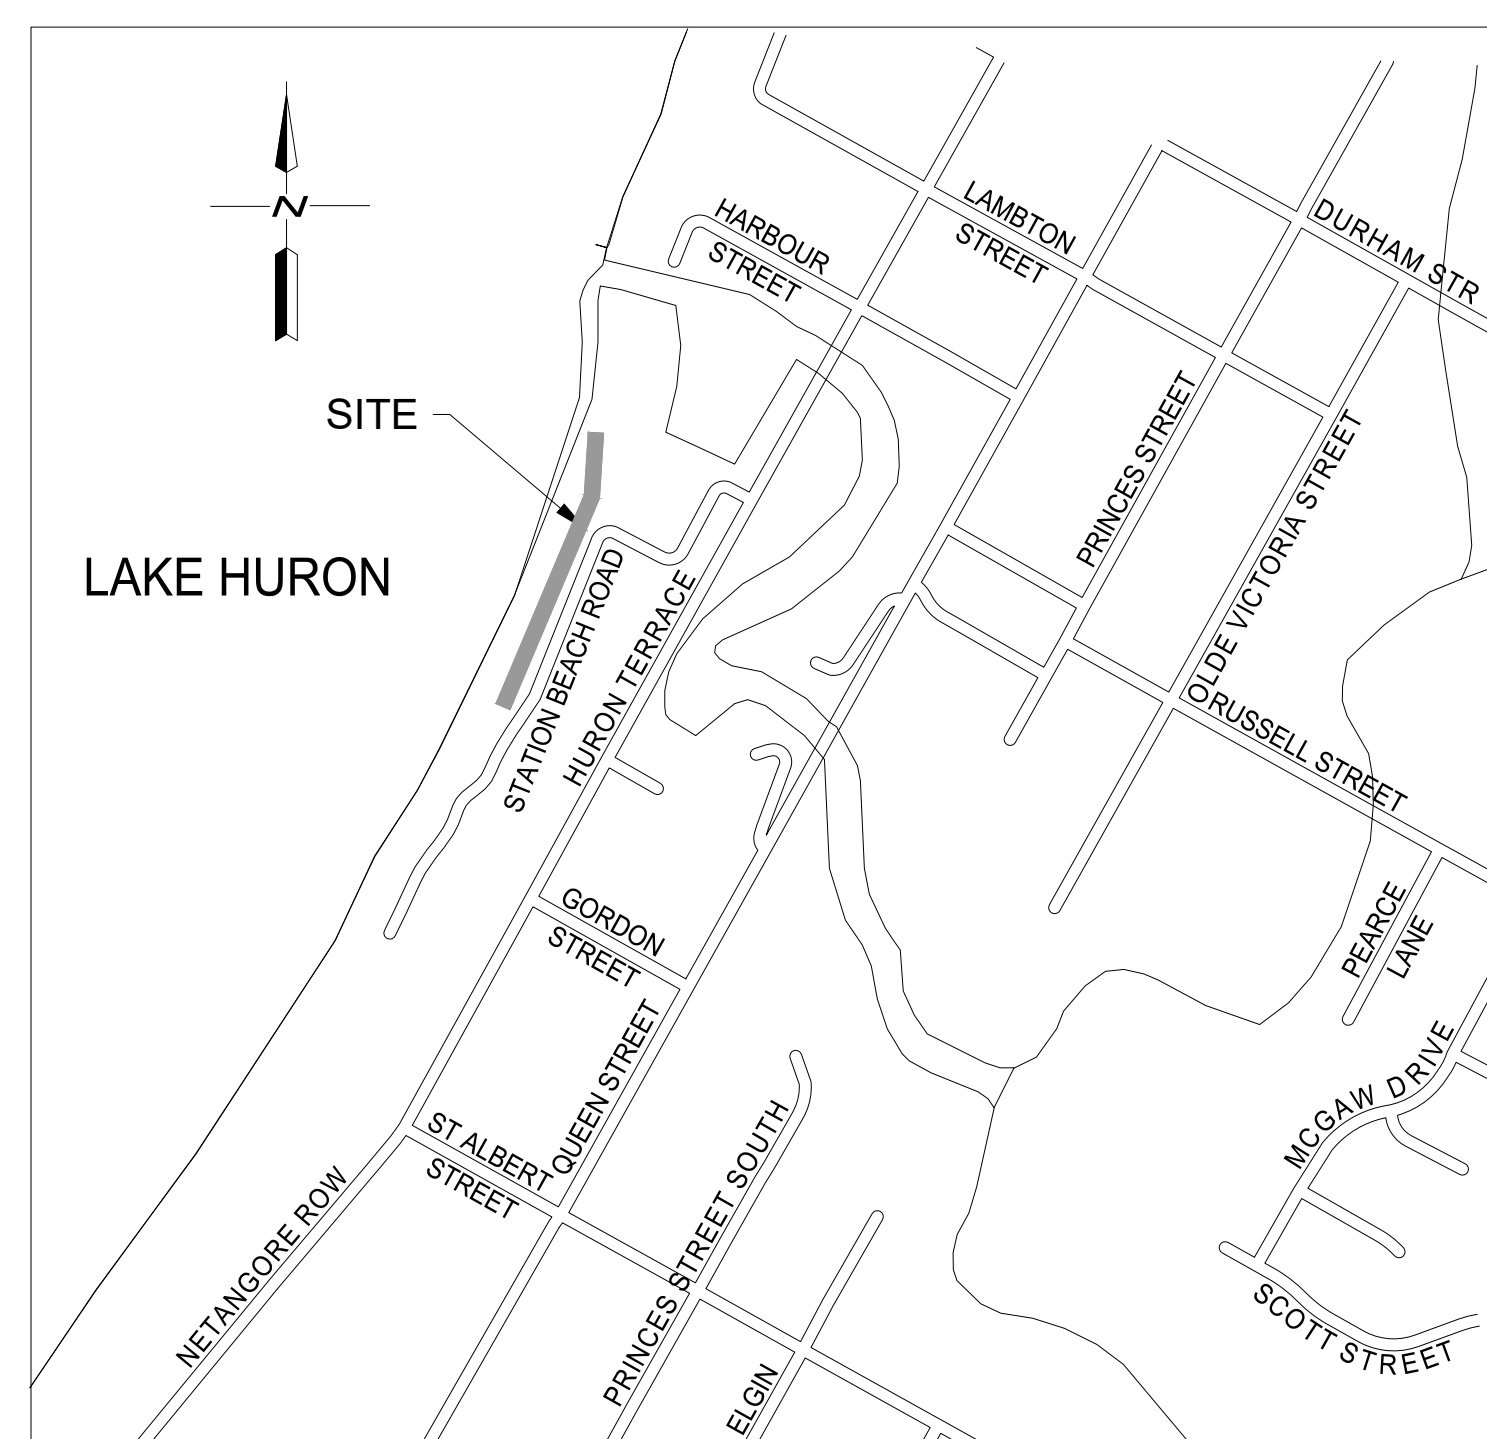 N
HARBOUR
STREET
LAMBTON
STREET
DURHAM STR
SITE
LAKE HURON
PRINCES STREET
OLDE VICTORIA STREET
STATION BEACH ROAD
HURON TERRACE
ORUSSELL STREET
GORDON
STREET
PEARCE
LANE
QUEEN STREET
MCGAW DRIVE
ST ALBERT
STREET
PRINCES STREET SOUTH
NETANGORE ROW
SCOTT STREET
ELGIN